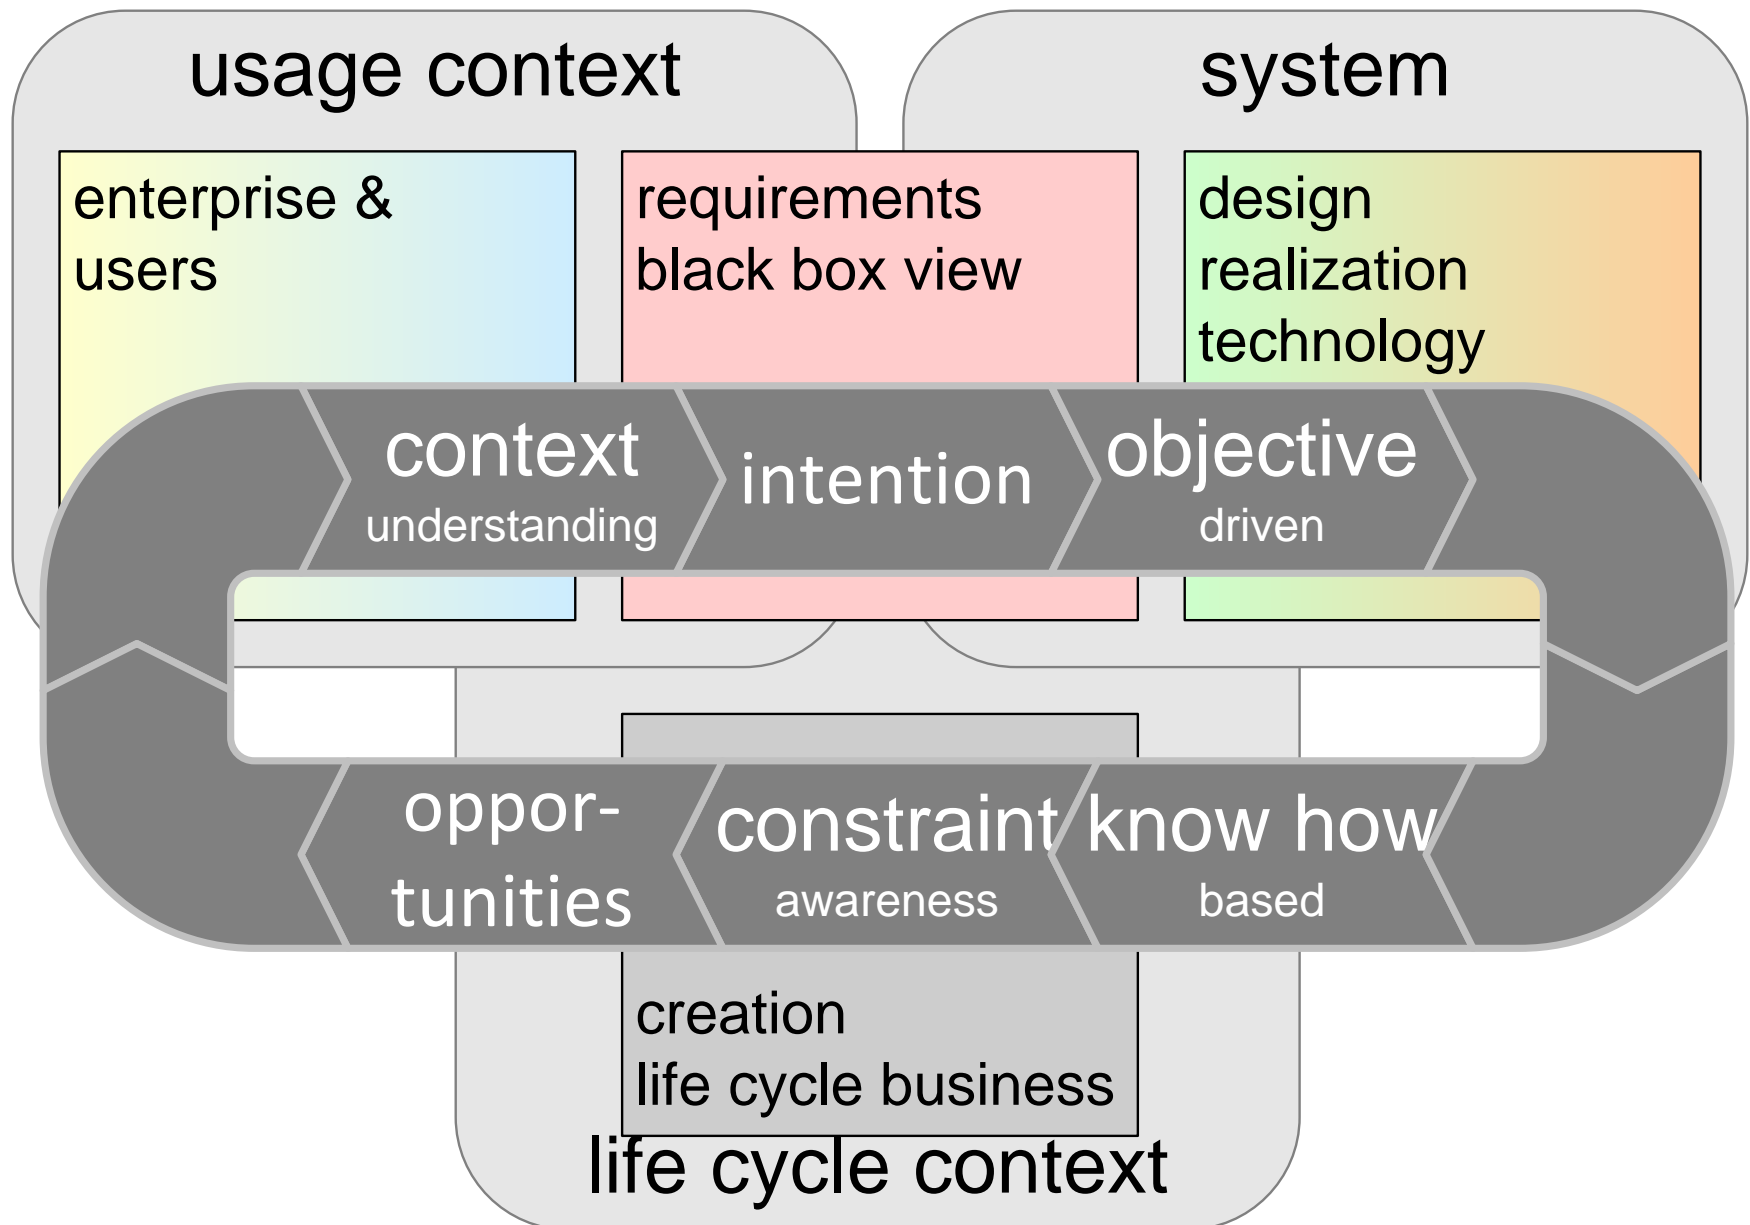 usage context
system
enterprise &
users
requirements
black box view
design
realization
technology
context
understanding
intention
objective
driven
oppor-
tunities
constraint
awareness
know how
based
creation
life cycle business
life cycle context